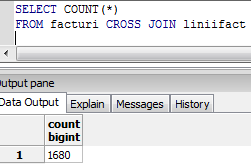 SELECT COUNT(*)
FROM facturi CROSS JOIN liniifact
Output pane
Data Output Explain Messages History
count
bigint
1 1680